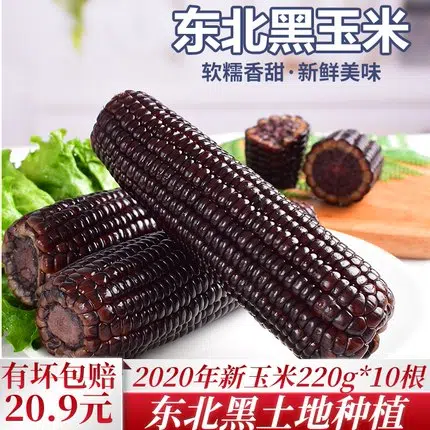 东北黑玉米
软糯香甜·新鲜美味
有坏包赔
20.9元
2020年新玉米220g*10根
东北黑土地种植